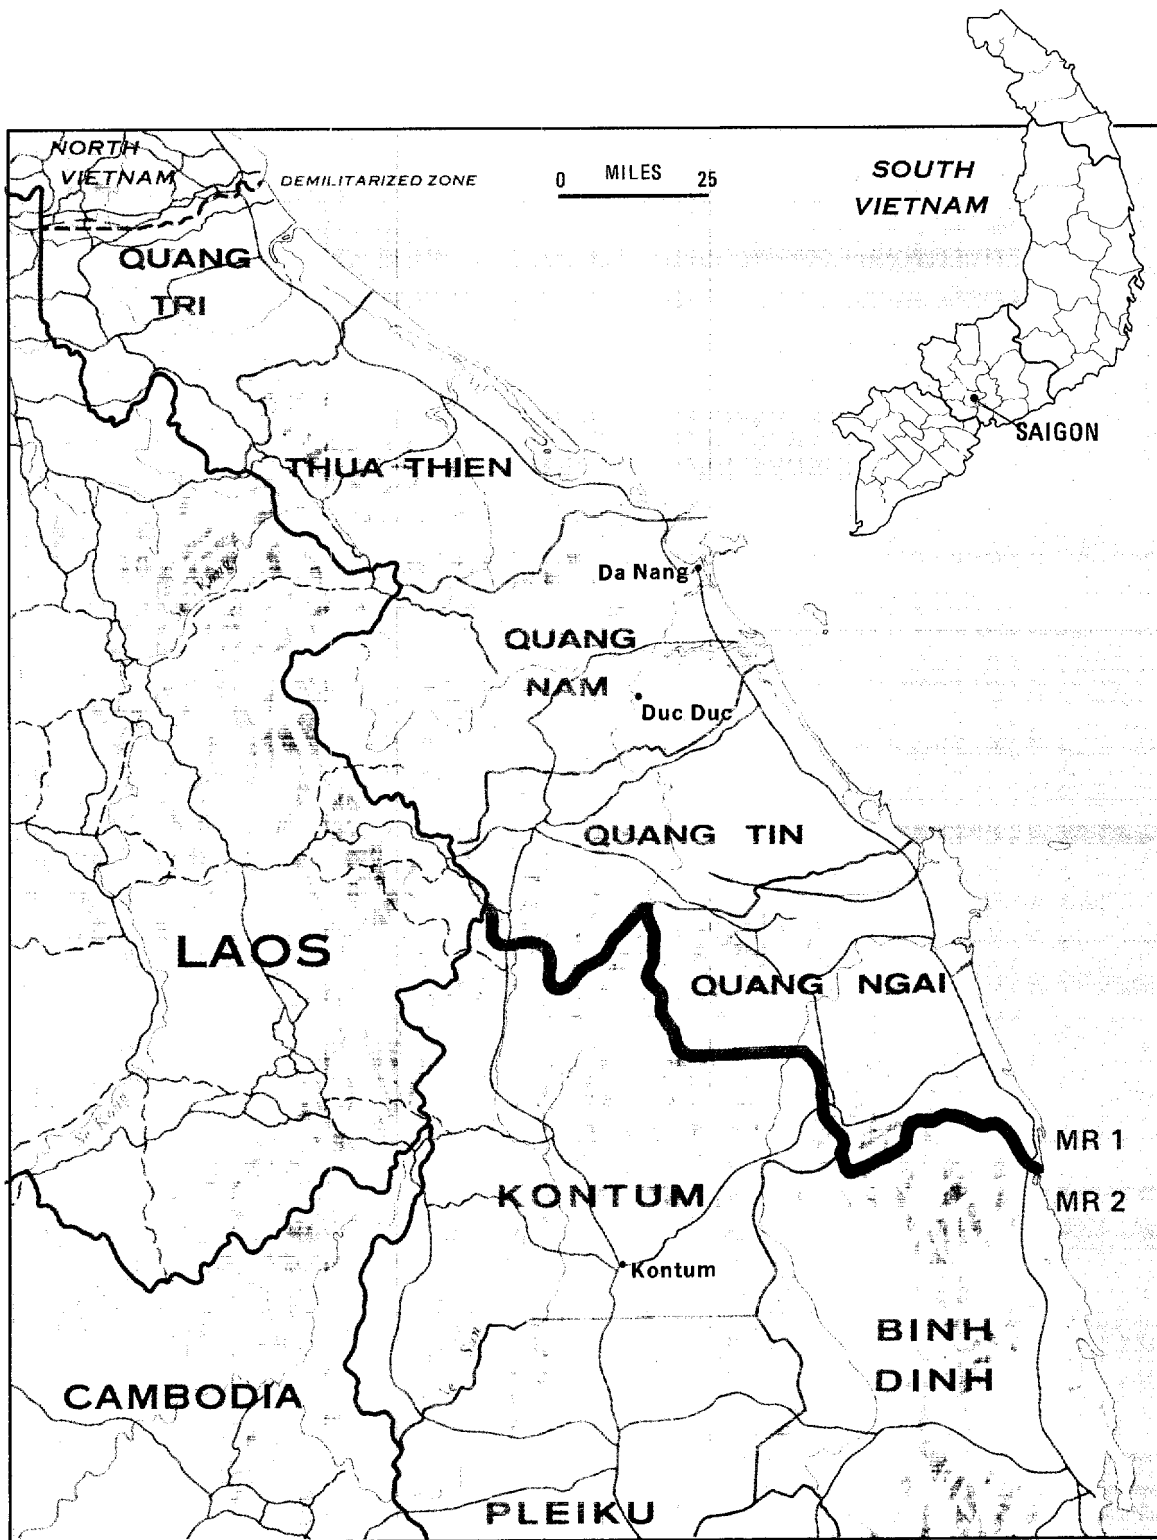 NORTH
VIETNAM
DEMILITARIZED ZONE
0 MILES 25
SOUTH
VIETNAM
QUANG
TRI
SAIGON
THUA THIEN
Da Nang
QUANG
NAM
Duc Duc
QUANG TIN
LAOS
QUANG NGAI
MR 1
KONTUM
MR 2
Kontum
BINH
DINH
CAMBODIA
PLEIKU